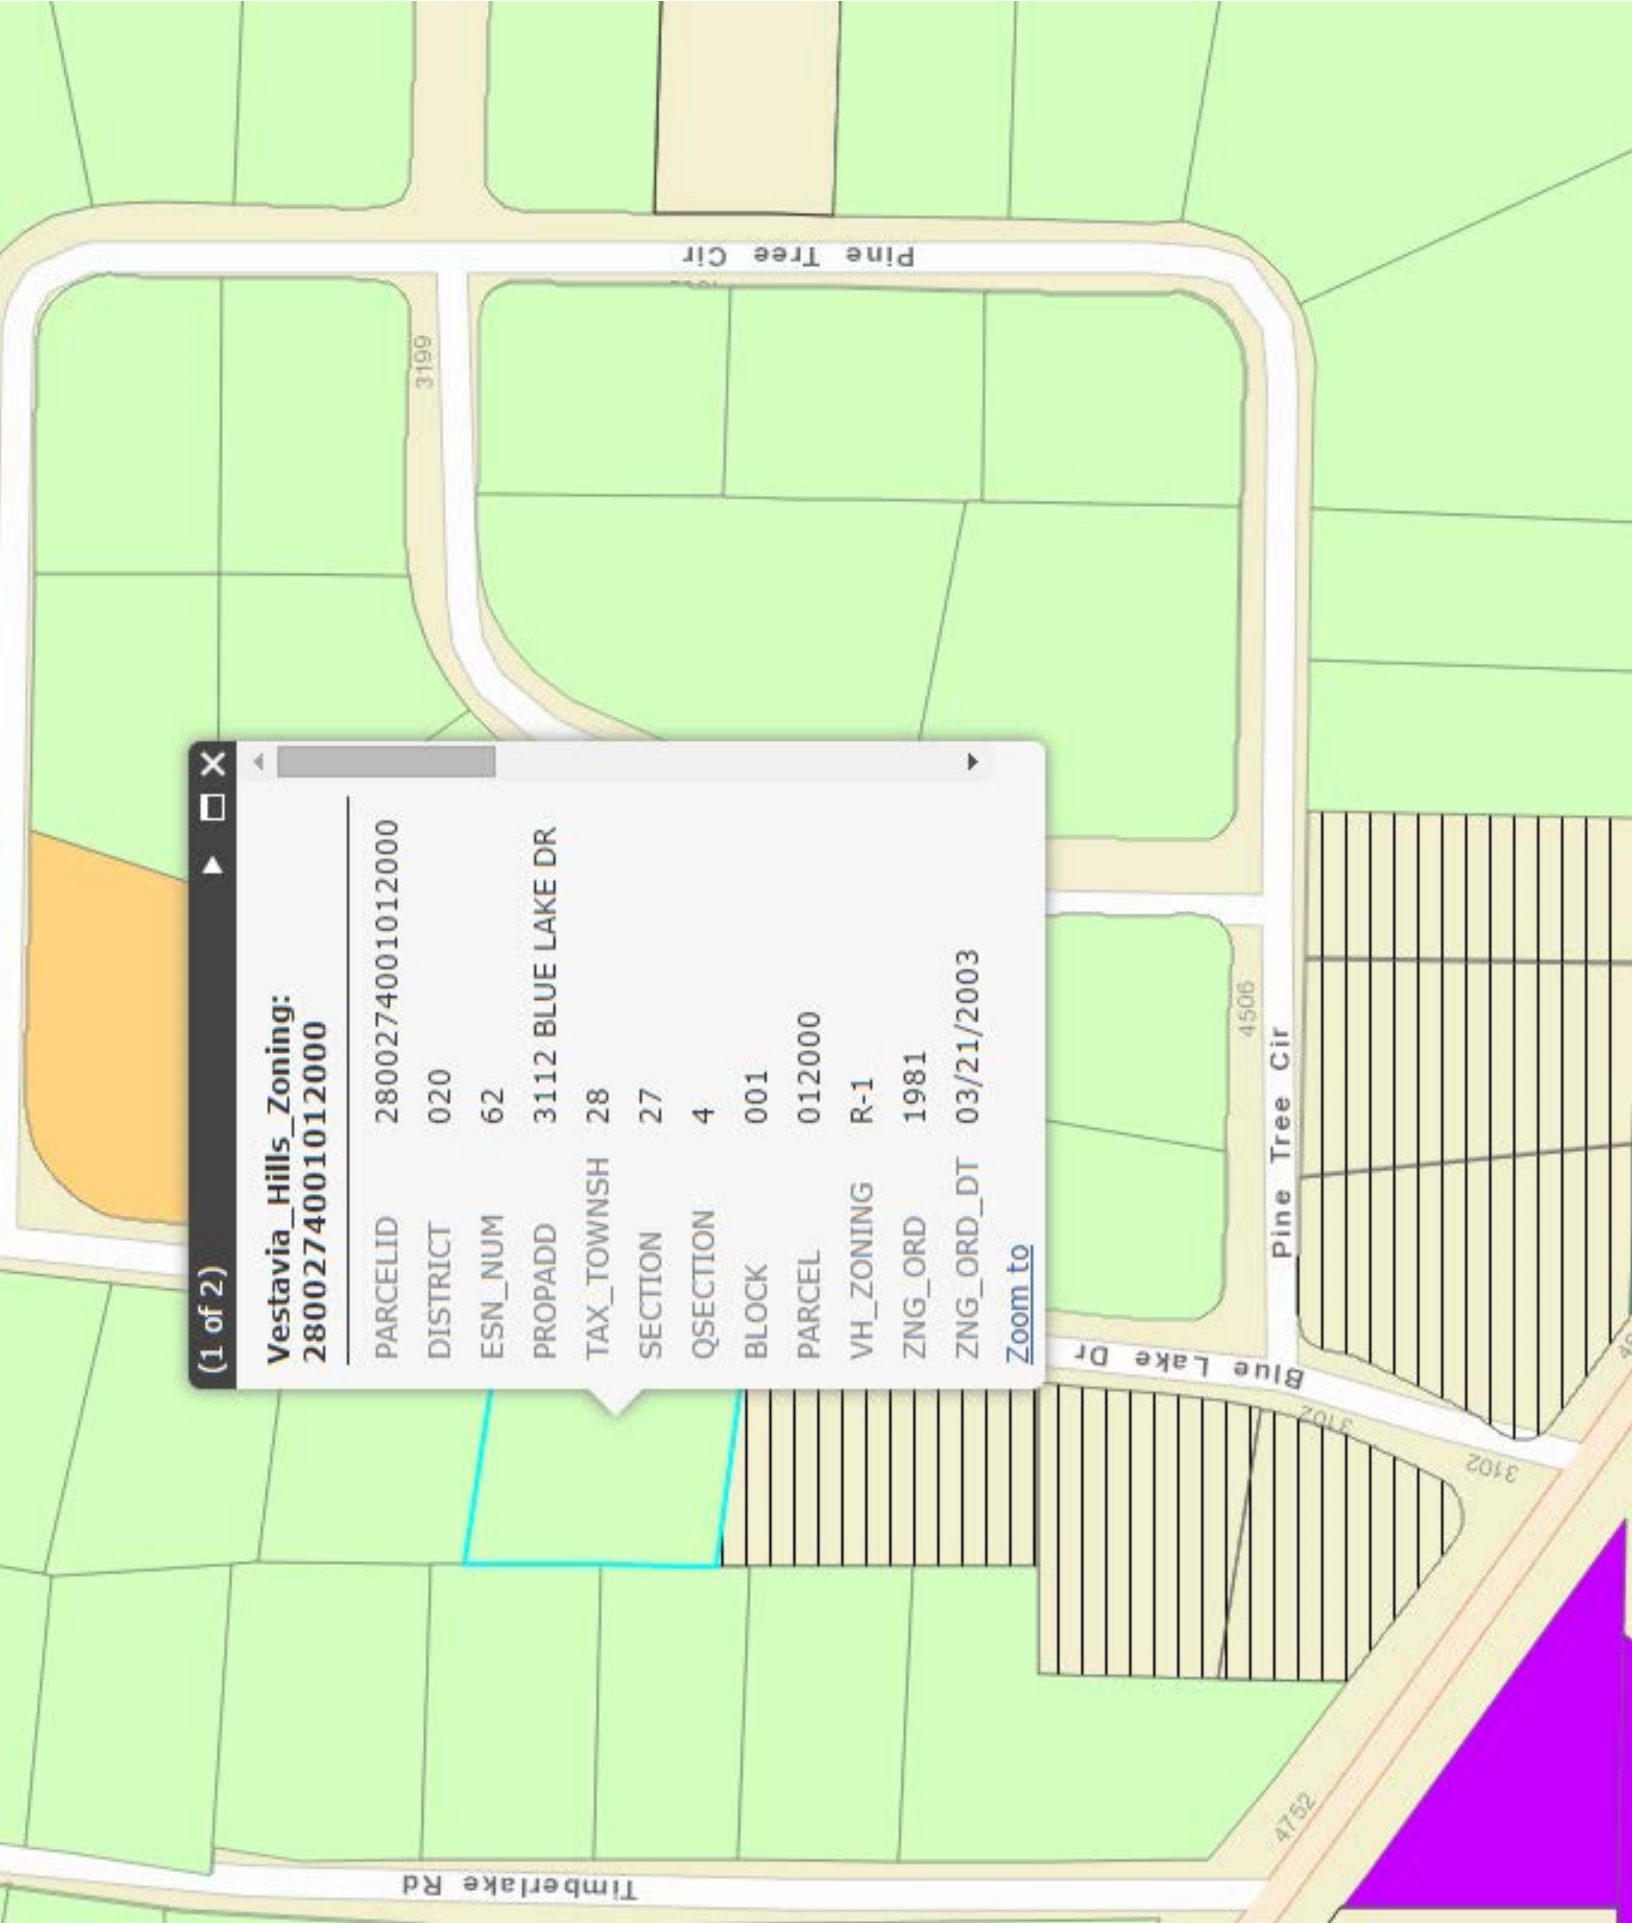 (1 of 2)
Vestavia_Hills_Zoning:
2800274001012000
PARCELID 2800274001012000
DISTRICT 020
ESN_NUM 62
PROPADD 3112 BLUE LAKE DR
TAX_TOWNSH 28
SECTION 27
QSECTION 4
BLOCK 001
PARCEL 012000
VH_ZONING R-1
ZNG_ORD 1981
ZNG_ORD_DT 03/21/2003
Zoom to
Pine Tree Cir
3199
4506
Pine Tree Cir
Blue Lake Dr
3102
3102
4752
Timberlake Rd